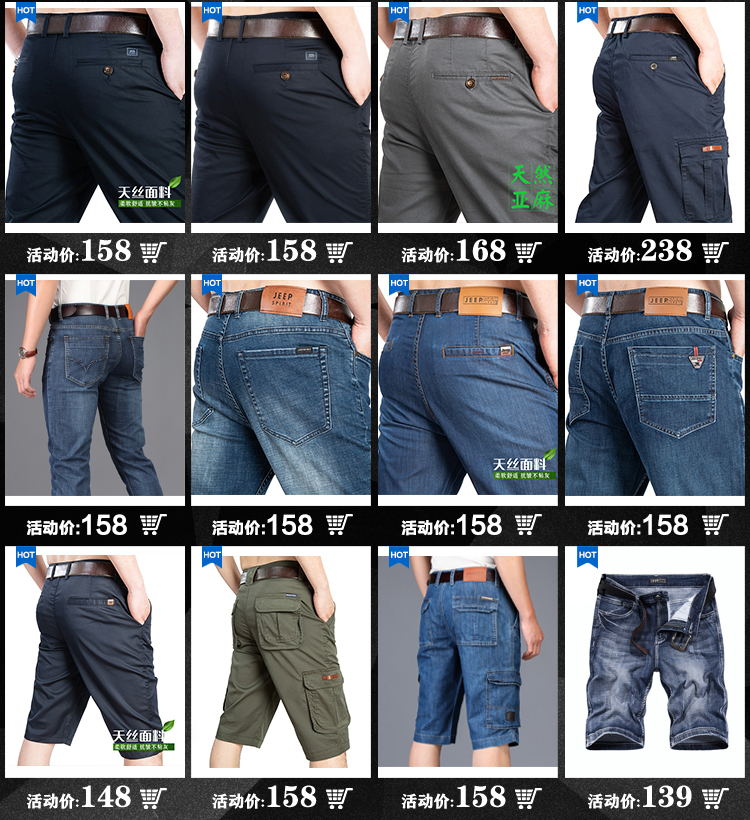 HOT
HOT
HOT
HOT
天丝面料
柔软舒适 抗皱不粘灰
天然
亚麻
活动价:158
活动价:158
活动价:168
活动价:238
HOT
HOT
HOT
HOT
JEEP
SPIRIT
JEEP
JEEP
天丝面料
柔软舒适 抗皱不粘灰
活动价:158
活动价:158
活动价:158
活动价:158
HOT
HOT
HOT
HOT
JEEP
天丝面料
柔软舒适 抗皱不粘灰
活动价:148
活动价:158
活动价:158
活动价:139